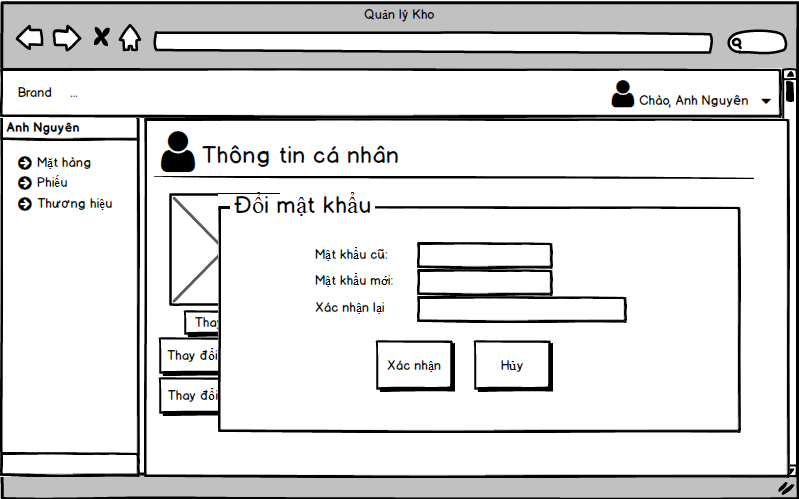 Quản lý Kho
Brand ...
Chào, Anh Nguyên
Anh Nguyên
Mặt hàng
Phiếu
Thương hiệu
Thông tin cá nhân
Đổi mật khẩu
Mật khẩu cũ:
Mật khẩu mới:
Xác nhận lại
Thay
Thay đổi
Thay đổi
Xác nhận
Hủy